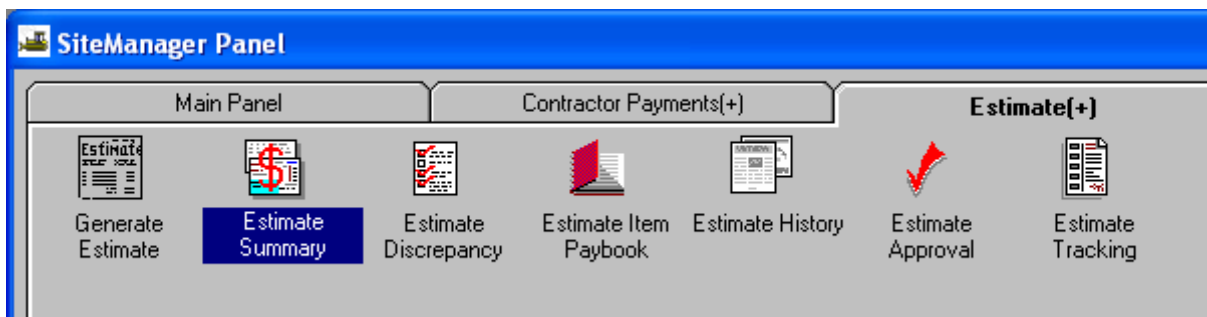 SiteManager Panel
Main Panel
Contractor Payments(+)
Estimate(+)
Estimate
Generate
Estimate
Estimate
Summary
Estimate
Discrepancy
Estimate Item
Paybook
Estimate History
Estimate
Approval
Estimate
Tracking